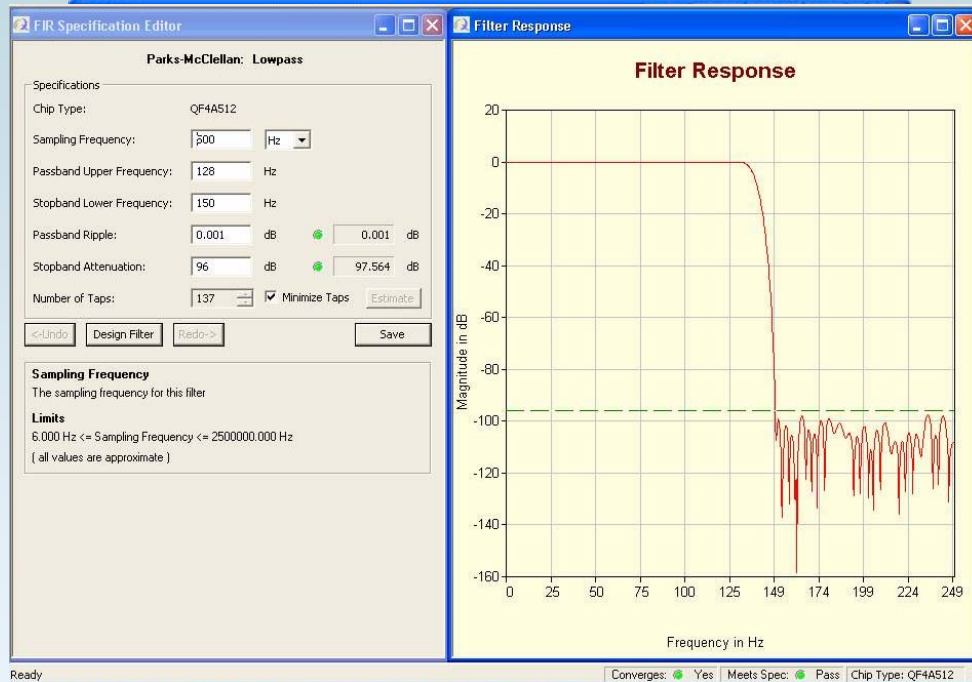 FIR Specification Editor
Parks-McClellan: Lowpass
Specifications
Chip Type: QF4A512
Sampling Frequency: 500 Hz
Passband Upper Frequency: 128 Hz
Stopband Lower Frequency: 150 Hz
Passband Ripple: 0.001 dB 0.001 dB
Stopband Attenuation: 96 dB 97.564 dB
Number of Taps: 137 Minimize Taps Estimate
<-Undo Design Filter Redo-> Save
Sampling Frequency
The sampling frequency for this filter
Limits
6.000 Hz <= Sampling Frequency <= 2500000.000 Hz
( all values are approximate )
Filter Response
Filter Response
Magnitude in dB
20
0
-20
-40
-60
-80
-100
-120
-140
-160
0 25 50 75 100 125 149 174 199 224 249
Frequency in Hz
Ready Converges: Yes Meets Spec: Pass Chip Type: QF4A512